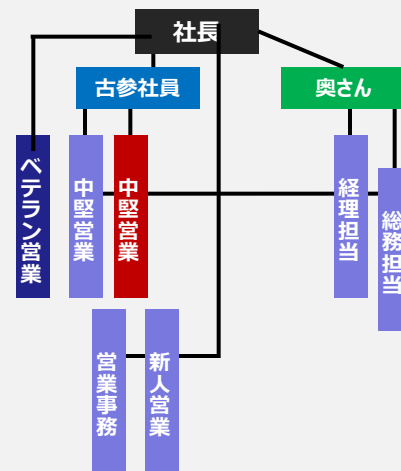 社長
古参社員
奥さん
ベテラン営業
中堅営業
中堅営業
経理担当
総務担当
営業事務
新人営業